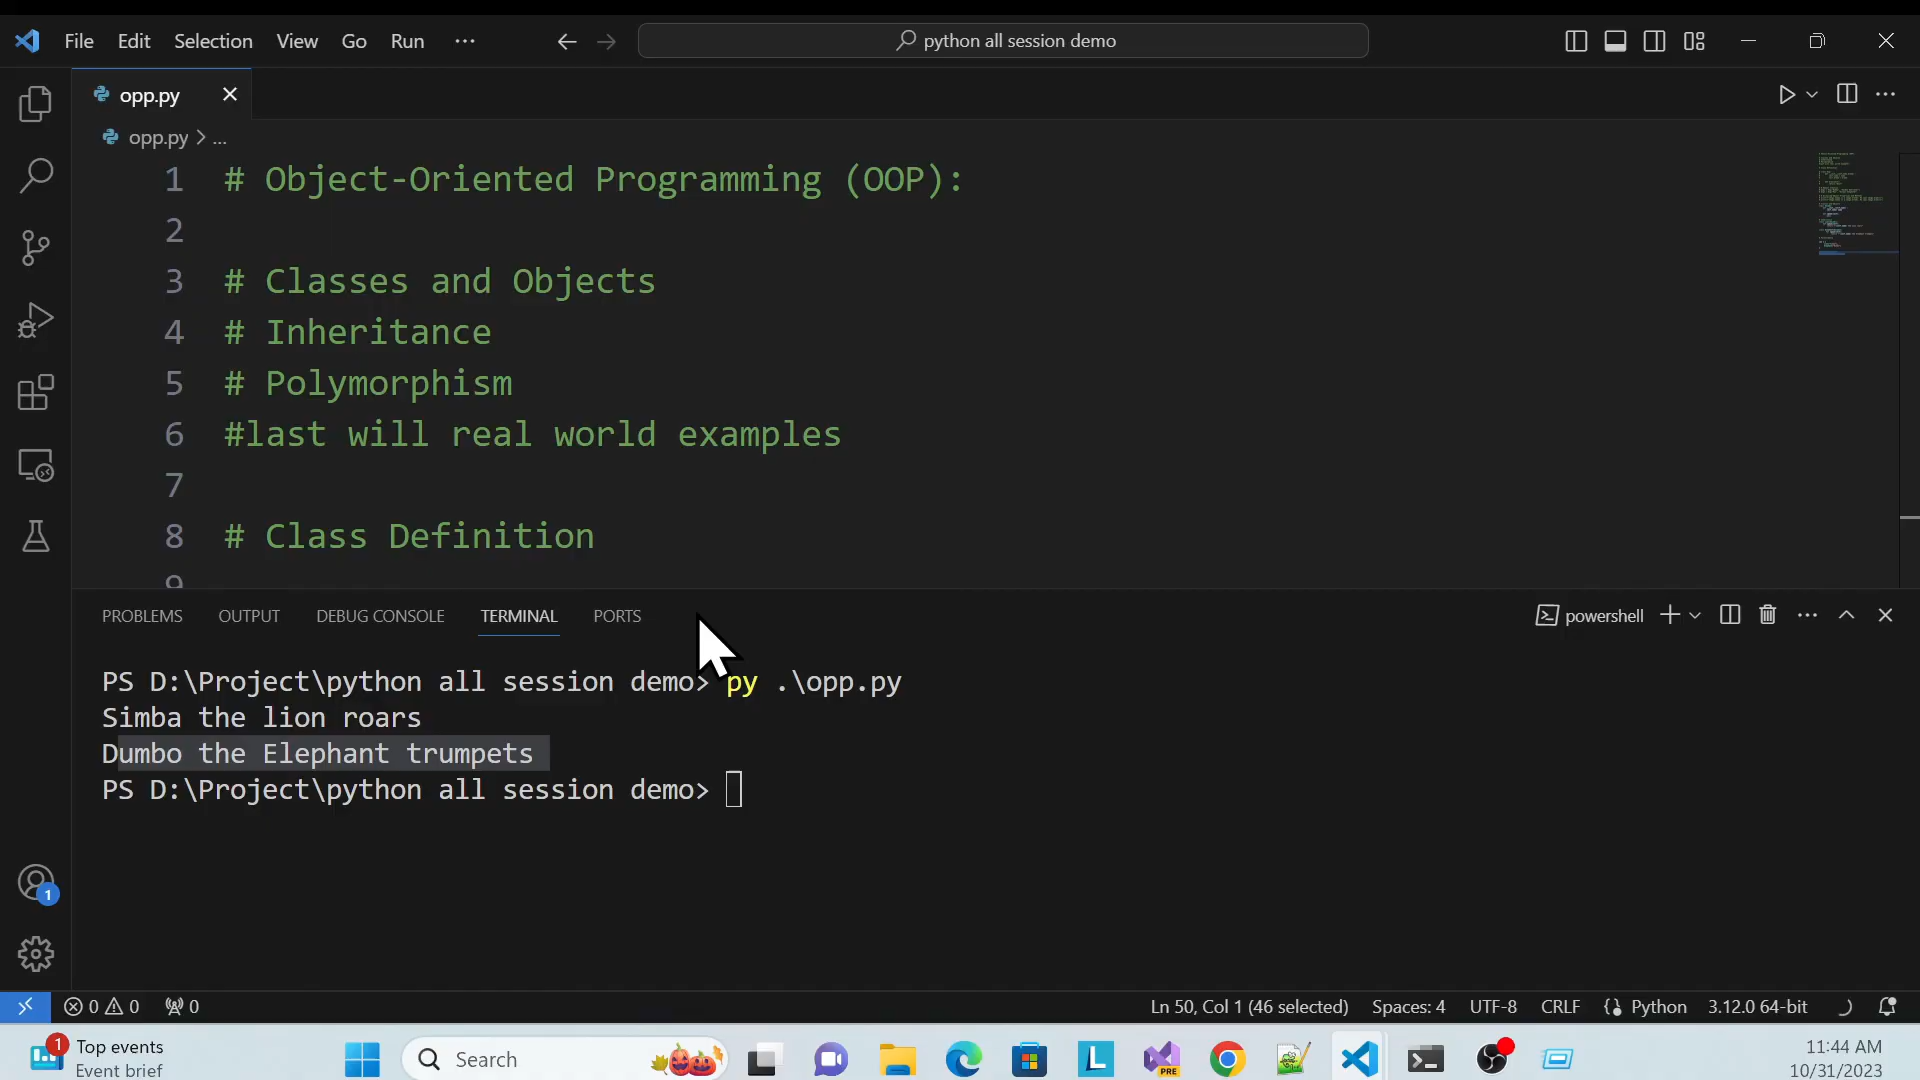 File Edit Selection View Go Run ...
python all session demo
opp.py
opp.py > ...
1 # Object-Oriented Programming (OOP):
2
3 # Classes and Objects
4 # Inheritance
5 # Polymorphism
6 #last will real world examples
7
8 # Class Definition
9
PROBLEMS OUTPUT DEBUG CONSOLE TERMINAL PORTS
powershell
PS D:\Project\python all session demo> py .\opp.py
Simba the lion roars
Dumbo the Elephant trumpets
PS D:\Project\python all session demo>
1
0 0 0
Ln 50, Col 1 (46 selected) Spaces: 4 UTF-8 CRLF Python 3.12.0 64-bit
1
Top events
Event brief
Search
L
PRE
11:44 AM
10/31/2023